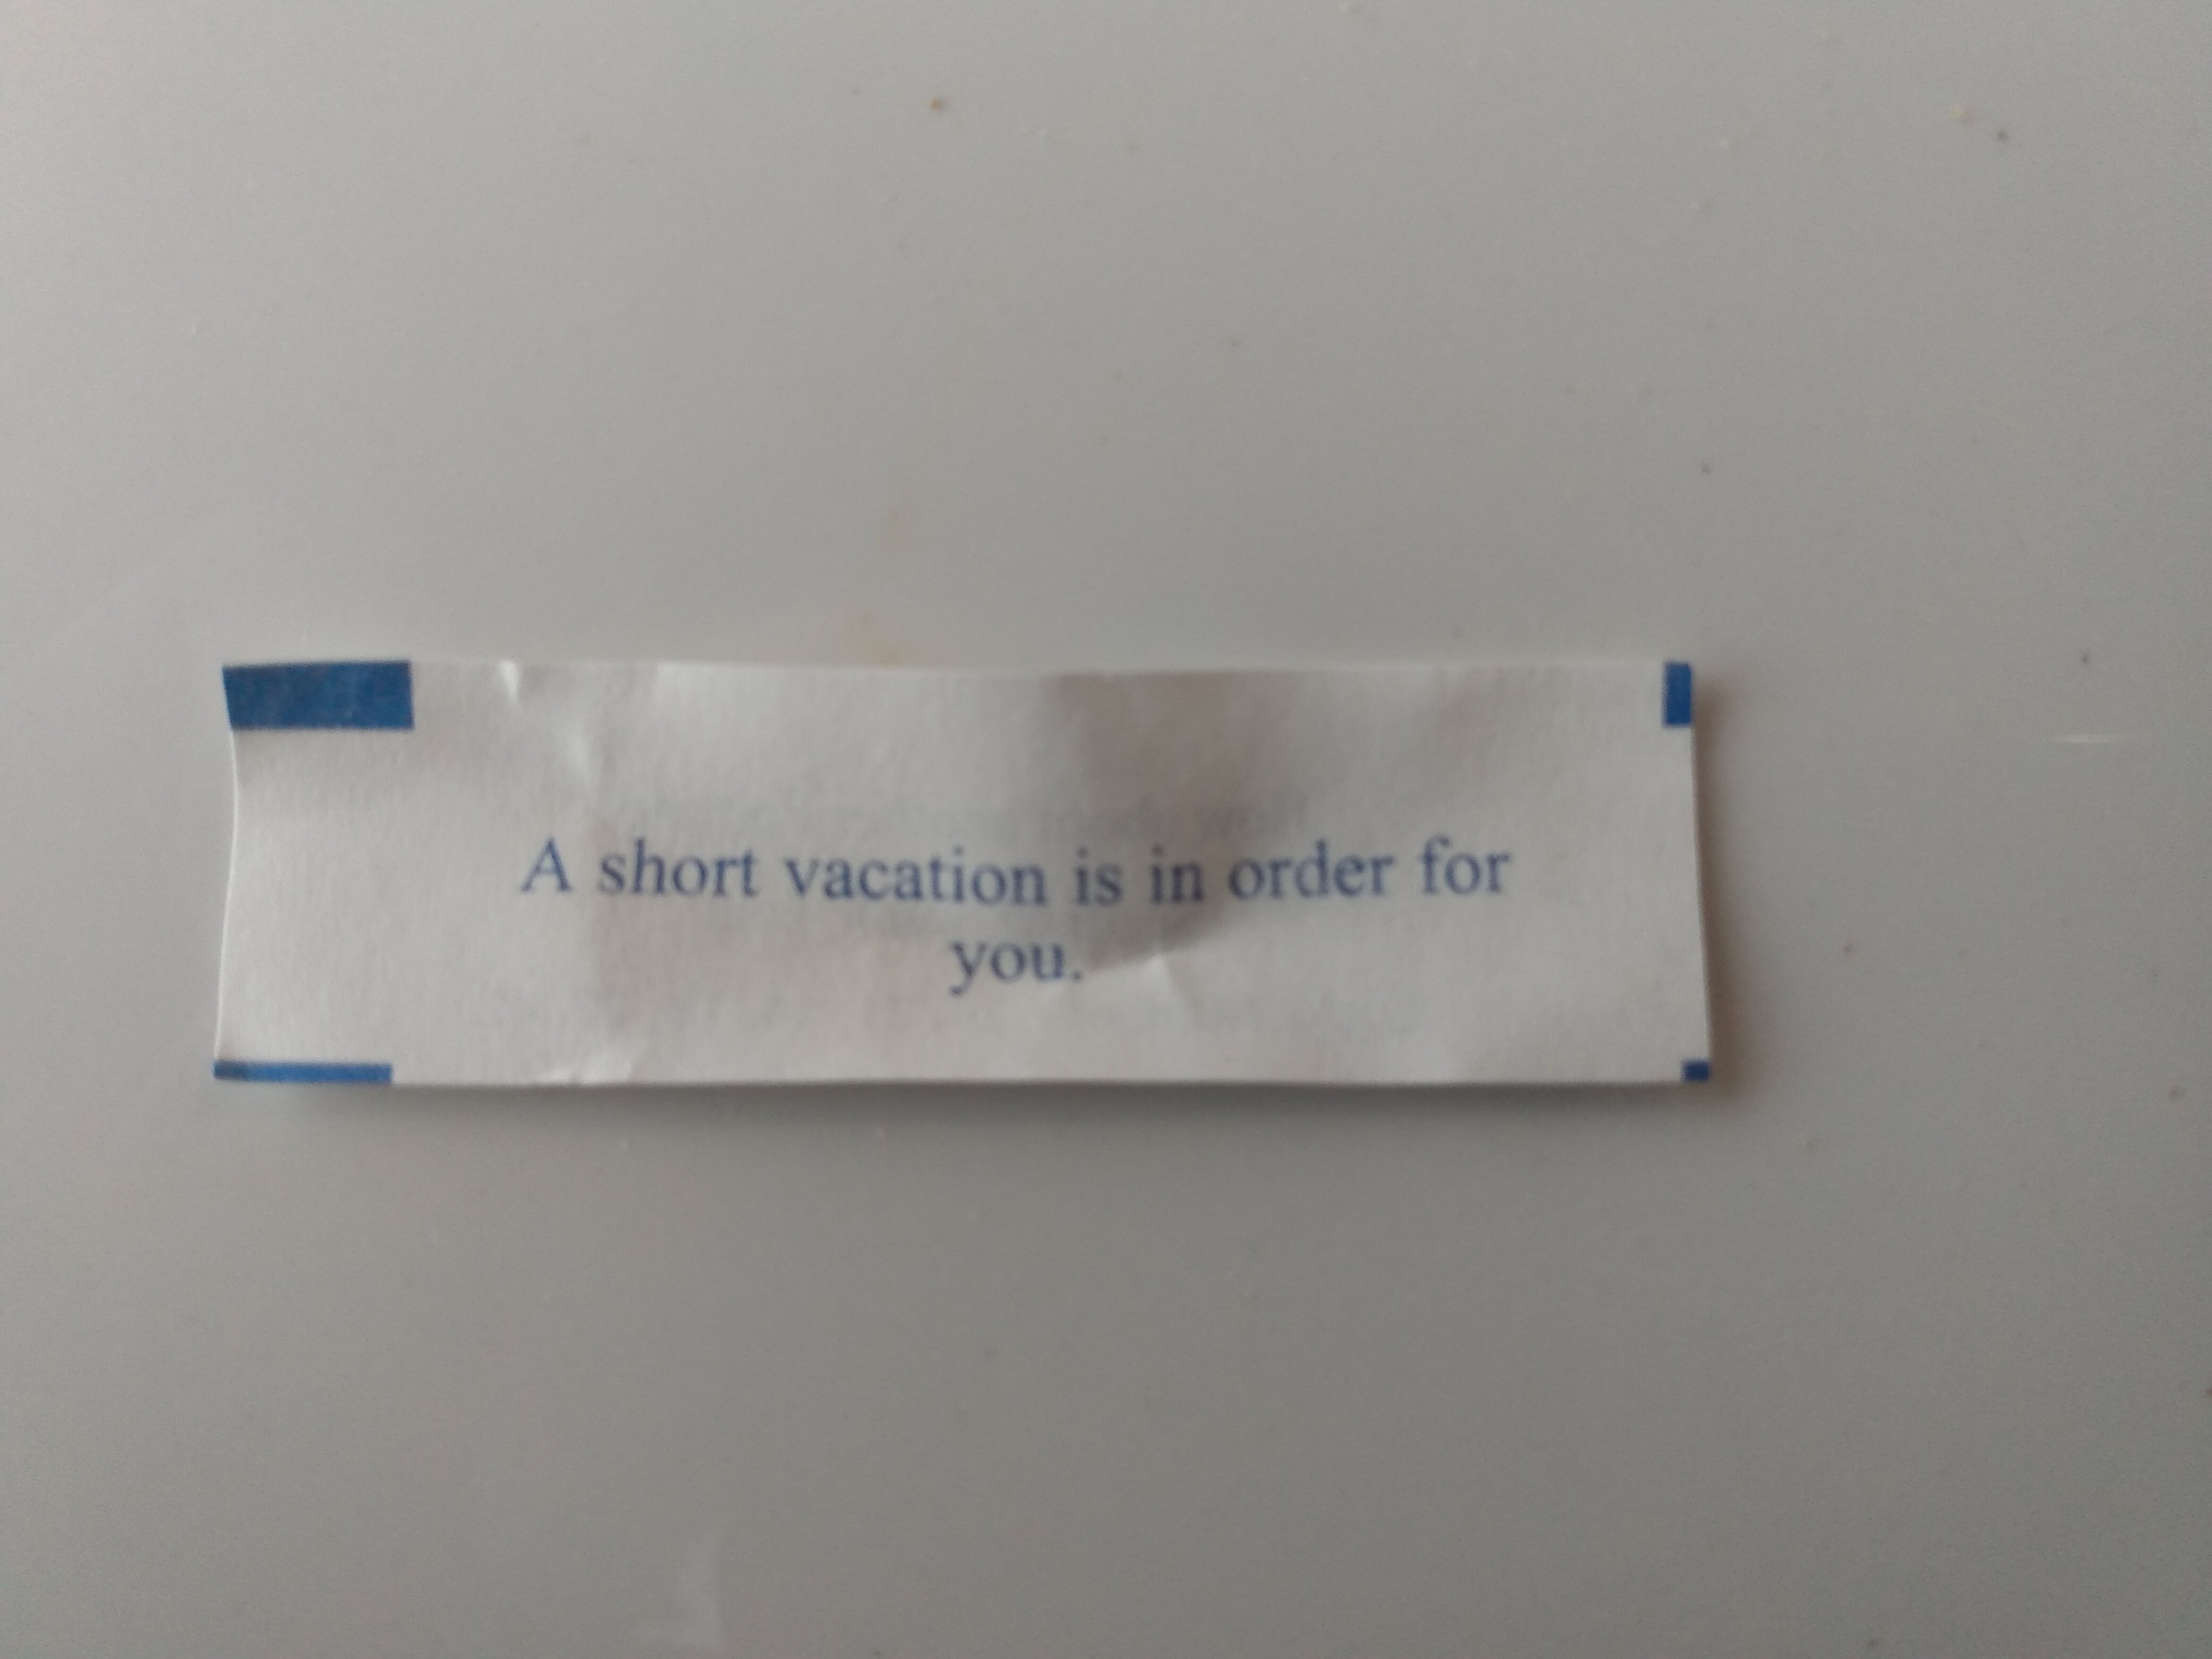 A short vacation is in order for
you.